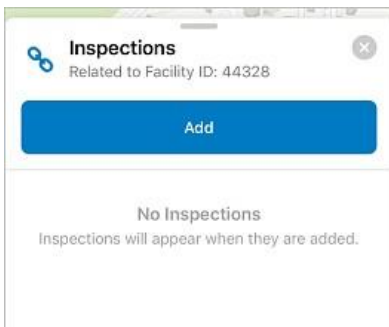 Inspections
Related to Facility ID: 44328
Add
No Inspections
Inspections will appear when they are added.